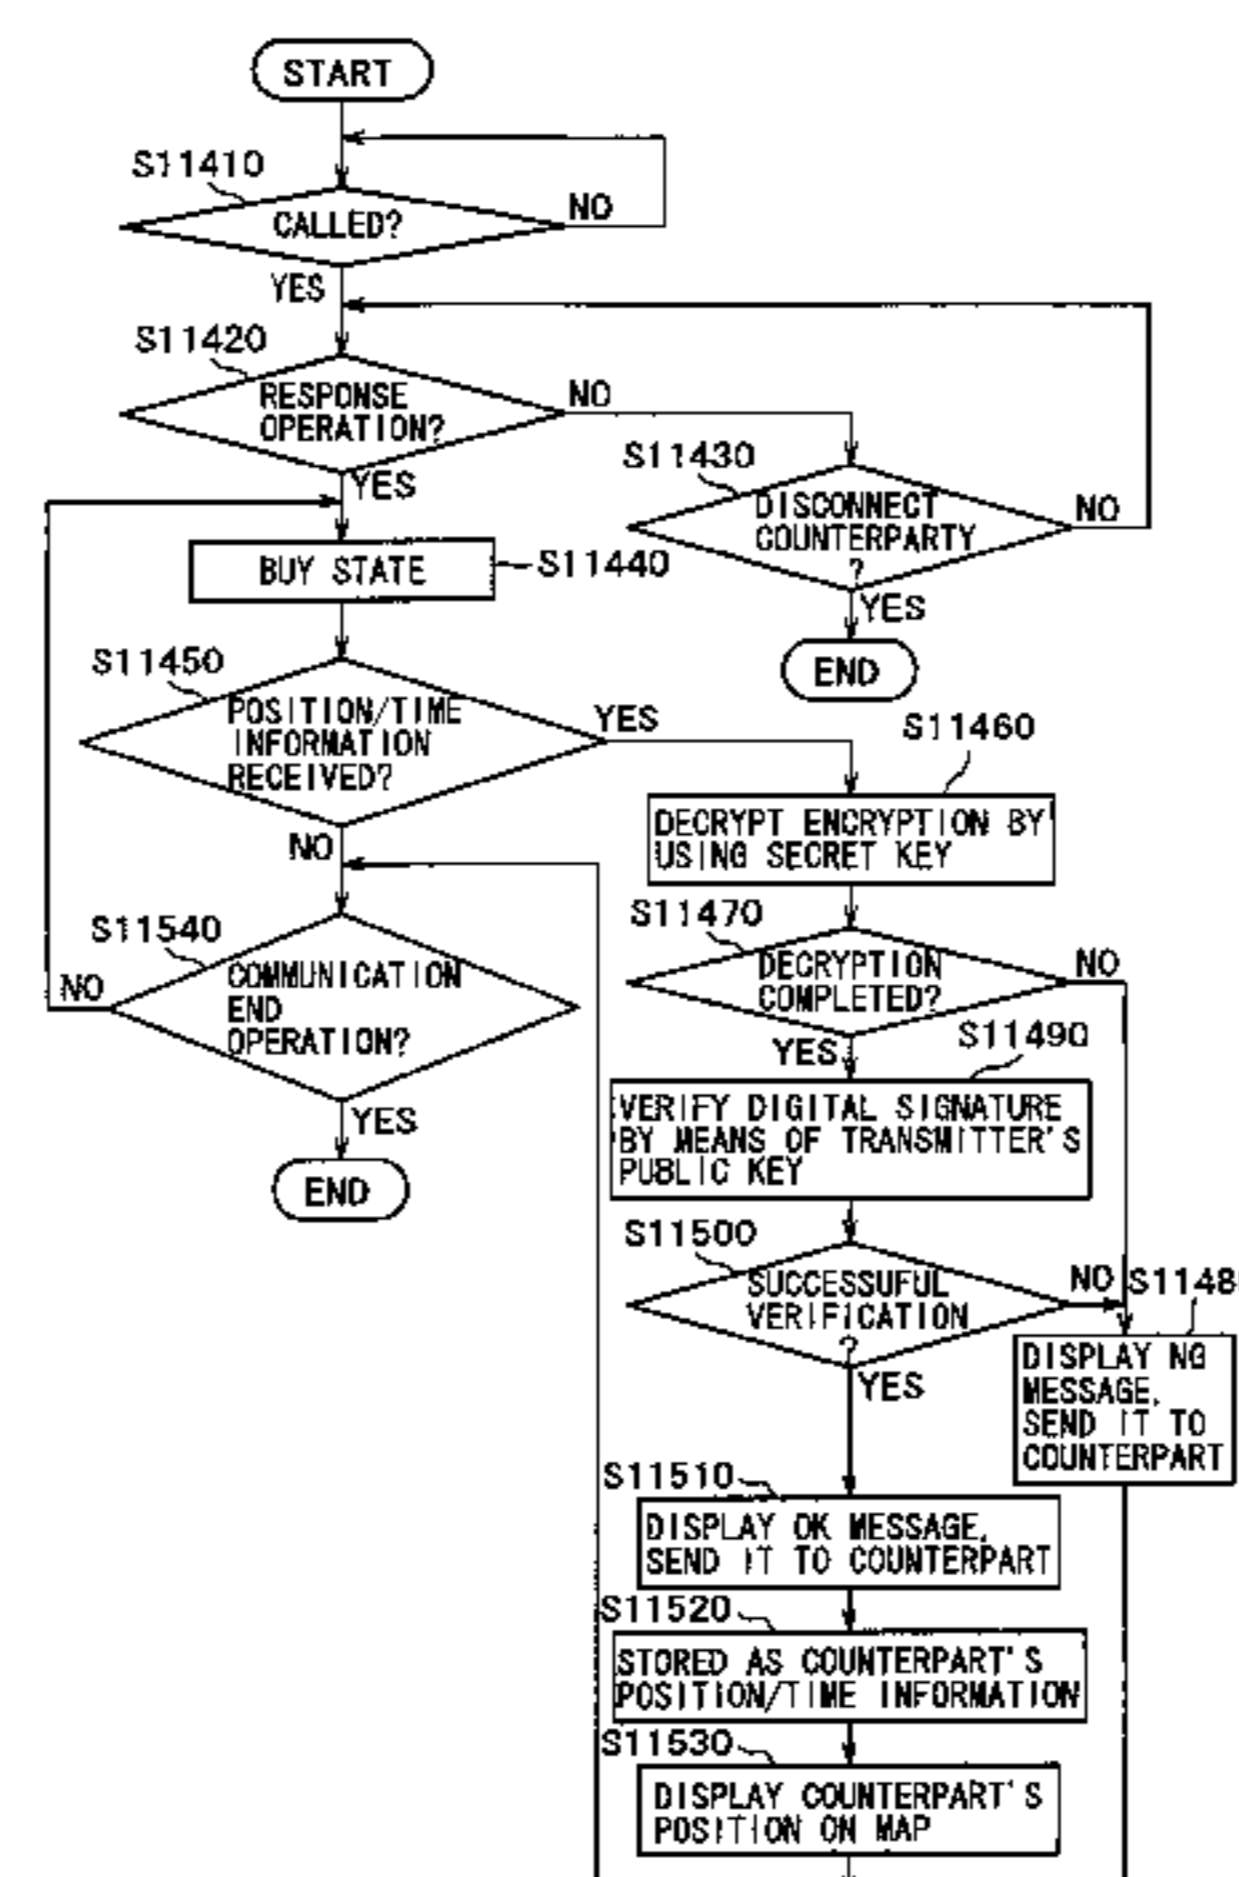 START
S11410
CALLED?
NO
YES
S11420
RESPONSE
OPERATION?
NO
YES
S11430
DISCONNECT
COUNTERPARTY
?
NO
YES
END
BUY STATE
S11440
S11450
POSITION/TIME
INFORMATION
RECEIVED?
YES
NO
S11460
DECRYPT ENCRYPTION BY
USING SECRET KEY
S11470
DECRYPTION
COMPLETED?
NO
YES
S11540
COMMUNICATION
END
OPERATION?
NO
YES
END
S11490
VERIFY DIGITAL SIGNATURE
BY MEANS OF TRANSMITTER'S
PUBLIC KEY
S11500
SUCCESSUFUL
VERIFICATION
?
NO
YES
S1148
DISPLAY NG
MESSAGE,
SEND IT TO
COUNTERPART
S11510
DISPLAY OK MESSAGE,
SEND IT TO COUNTERPART
S11520
STORED AS COUNTERPART'S
POSITION/TIME INFORMATION
S11530
DISPLAY COUNTERPART'S
POSITION ON MAP